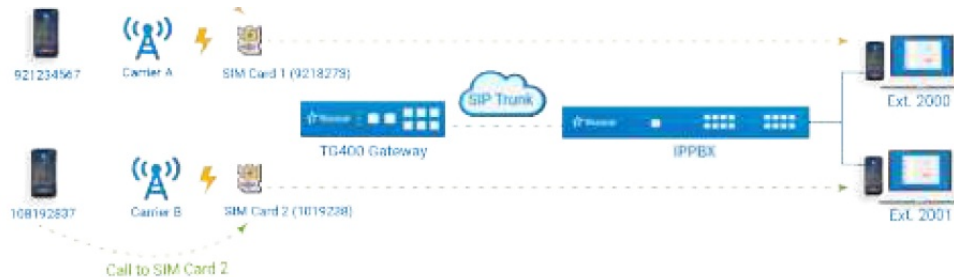 921234567
Carrier A
SIM Card 1 (9218273)
SIP Trunk
Ext. 2000
TG400 Gateway
IPPBX
108192837
Carrier B
SIM Card 2 (1019228)
Ext. 2001
Call to SIM Card 2